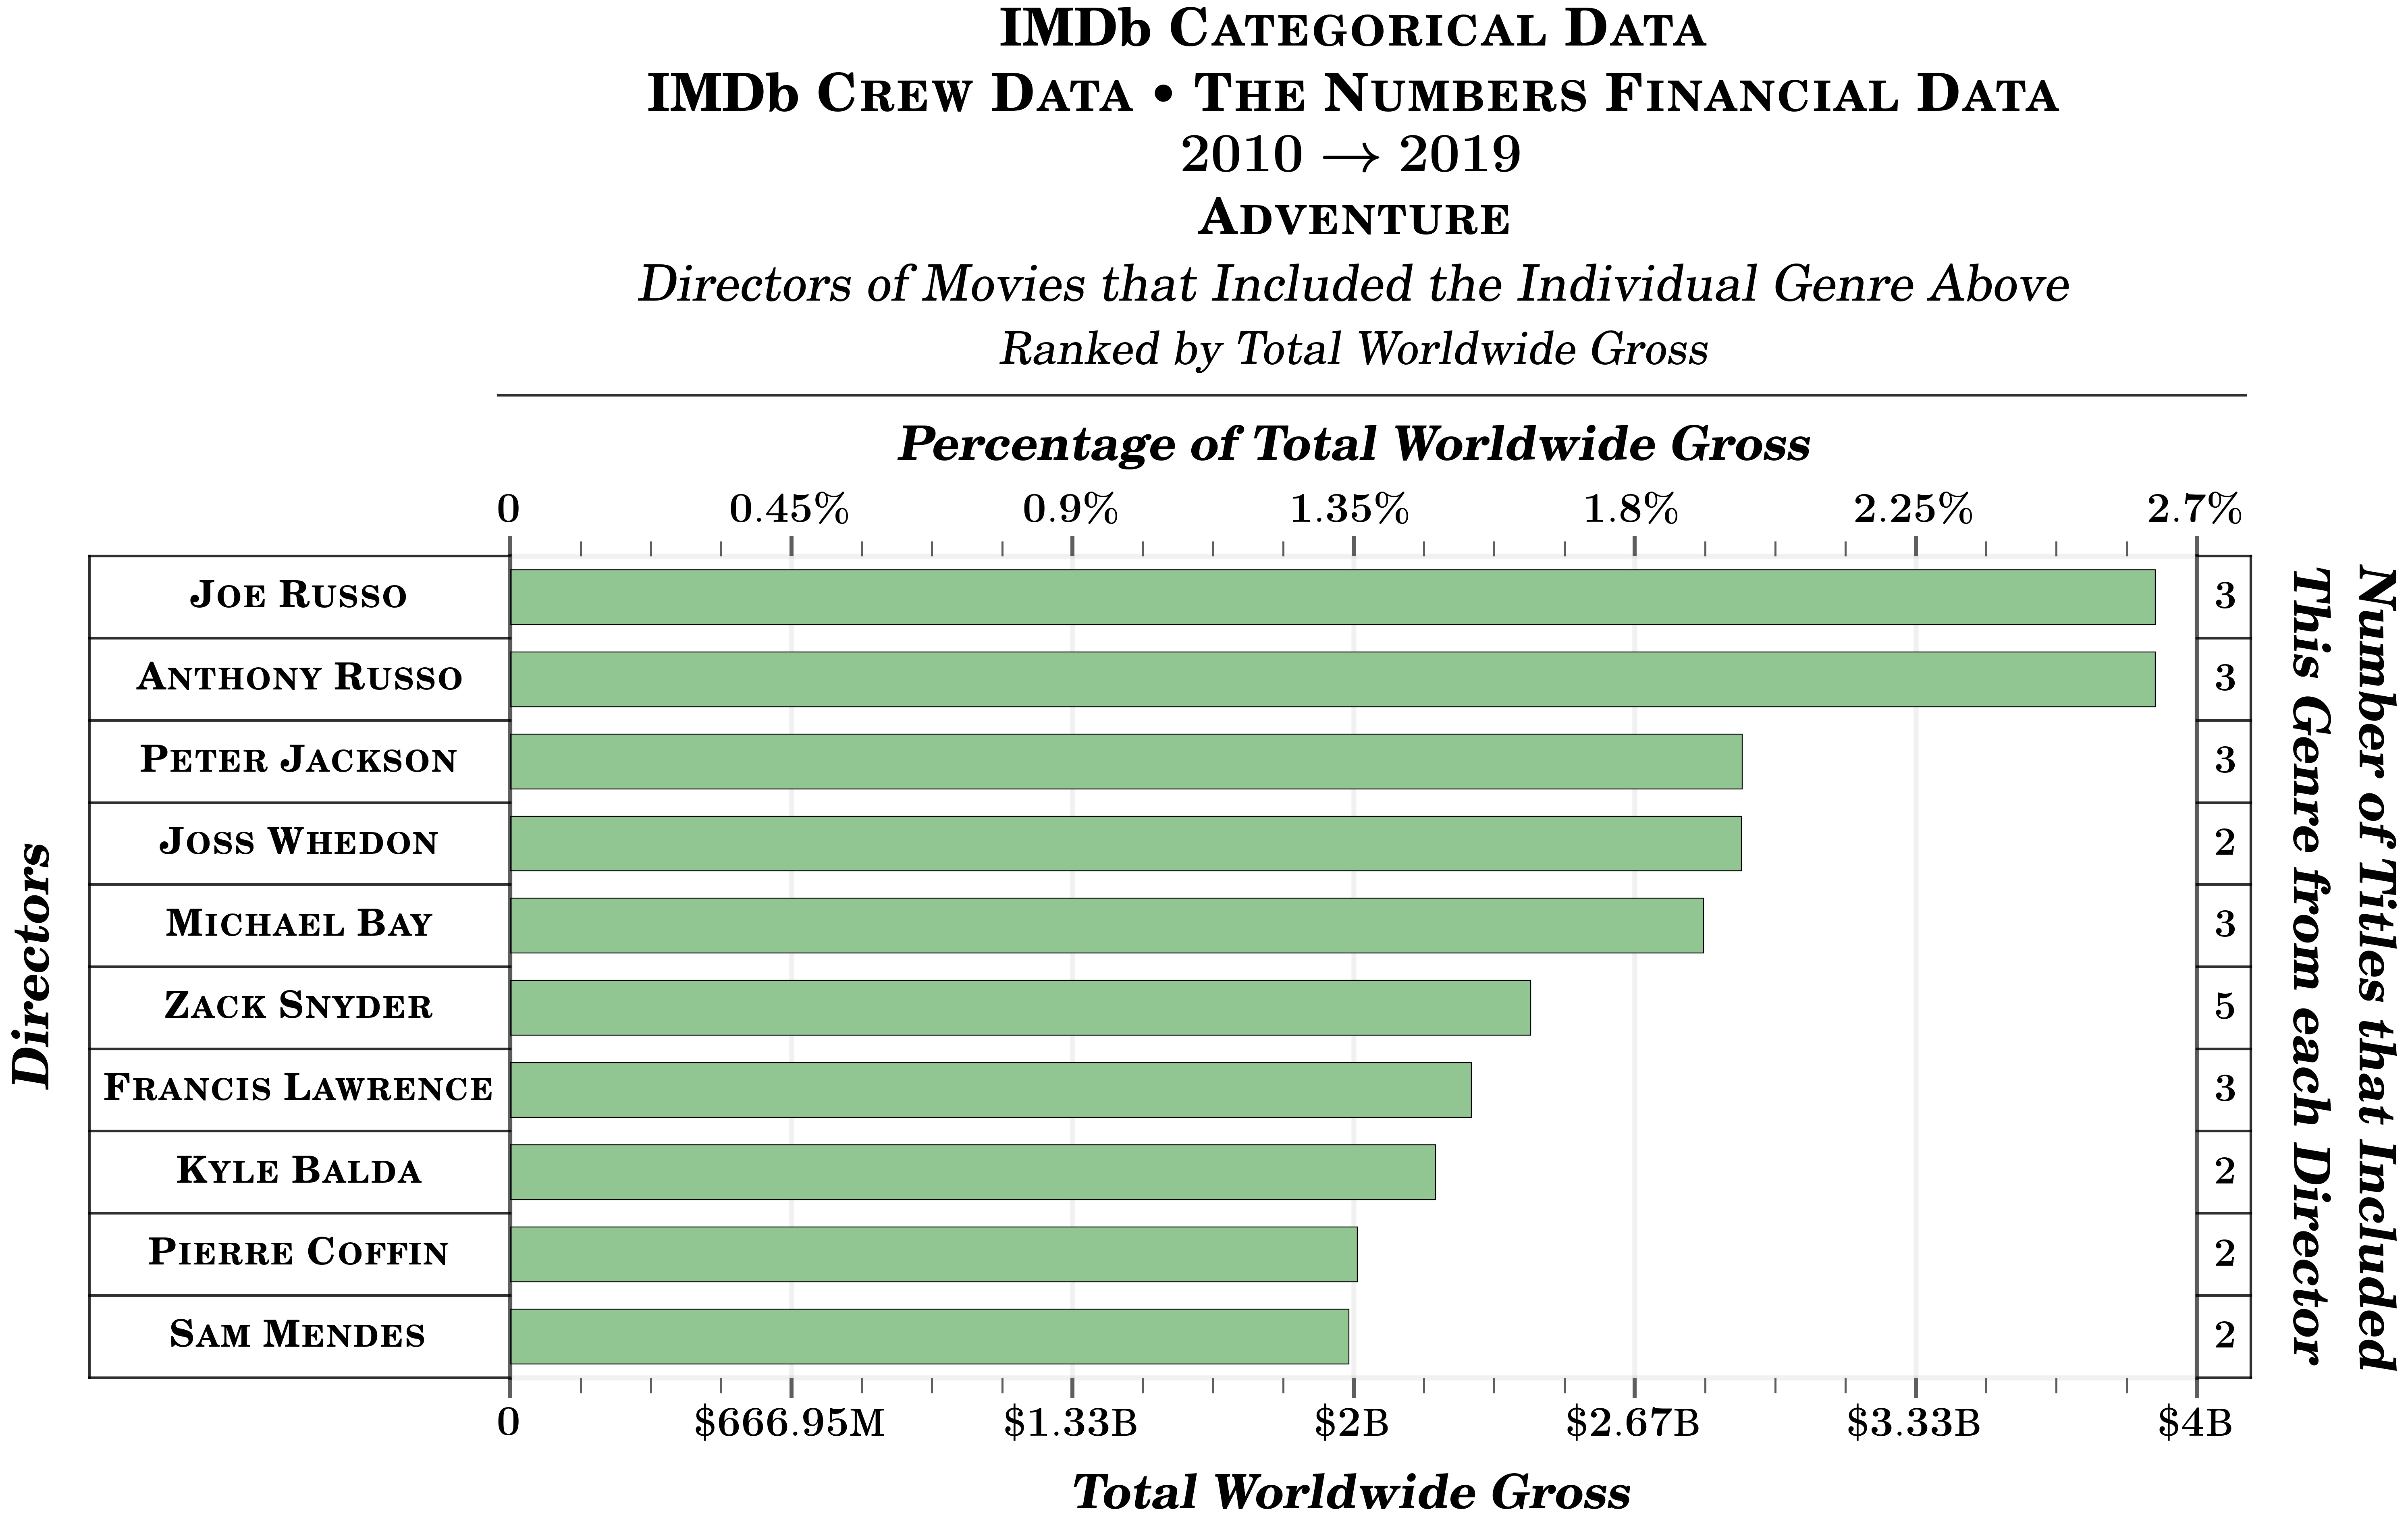 IMDb CATEGORICAL DATA
IMDb CREW DATA • THE NUMBERS FINANCIAL DATA
2010 → 2019
ADVENTURE
Directors of Movies that Included the Individual Genre Above
Ranked by Total Worldwide Gross
Percentage of Total Worldwide Gross
0 0.45% 0.9% 1.35% 1.8% 2.25% 2.7%
Directors
JOE RUSSO 3
ANTHONY RUSSO 3
PETER JACKSON 3
JOSS WHEDON 2
MICHAEL BAY 3
ZACK SNYDER 5
FRANCIS LAWRENCE 3
KYLE BALDA 2
PIERRE COFFIN 2
SAM MENDES 2
Number of Titles that Included
This Genre from each Director
0 $666.95M $1.33B $2B $2.67B $3.33B $4B
Total Worldwide Gross